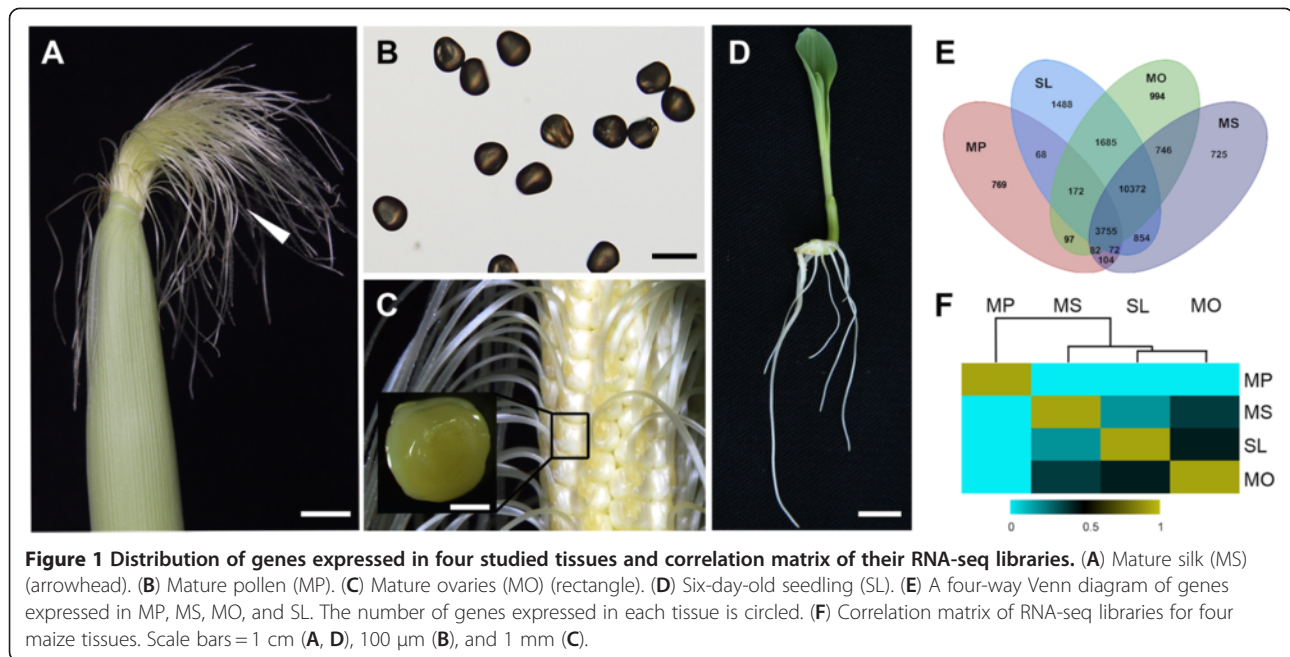 A
B
C
D
E
SL
MO
1488
994
MS
MP
1685
746
725
68
769
172
10372
3755
97
854
82
72
104
F
MP MS SL MO
MP
MS
SL
MO
0 0.5 1
Figure 1 Distribution of genes expressed in four studied tissues and correlation matrix of their RNA-seq libraries. (A) Mature silk (MS)
(arrowhead). (B) Mature pollen (MP). (C) Mature ovaries (MO) (rectangle). (D) Six-day-old seedling (SL). (E) A four-way Venn diagram of genes
expressed in MP, MS, MO, and SL. The number of genes expressed in each tissue is circled. (F) Correlation matrix of RNA-seq libraries for four
maize tissues. Scale bars = 1 cm (A, D), 100 μm (B), and 1 mm (C).